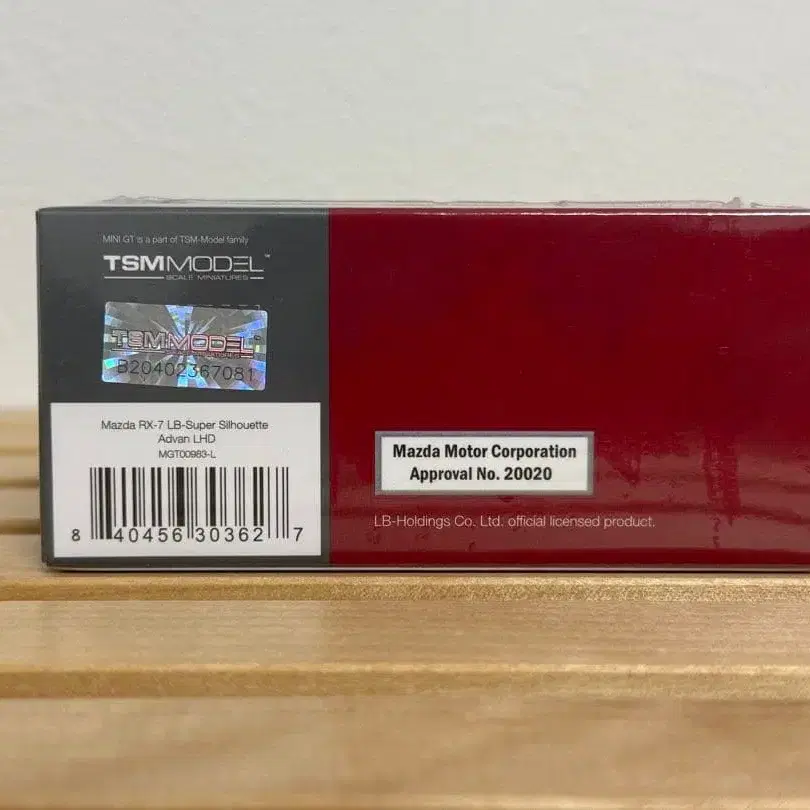 MINI GT is a part of TSM-Model family
TSMMODEL™
SCALE MINIATURES
TSMMODEL
B20402367081
Mazda RX-7 LB-Super Silhouette
Advan LHD
MGT00983-L
8 40456 30362 7
Mazda Motor Corporation
Approval No. 20020
LB-Holdings Co. Ltd. official licensed product.